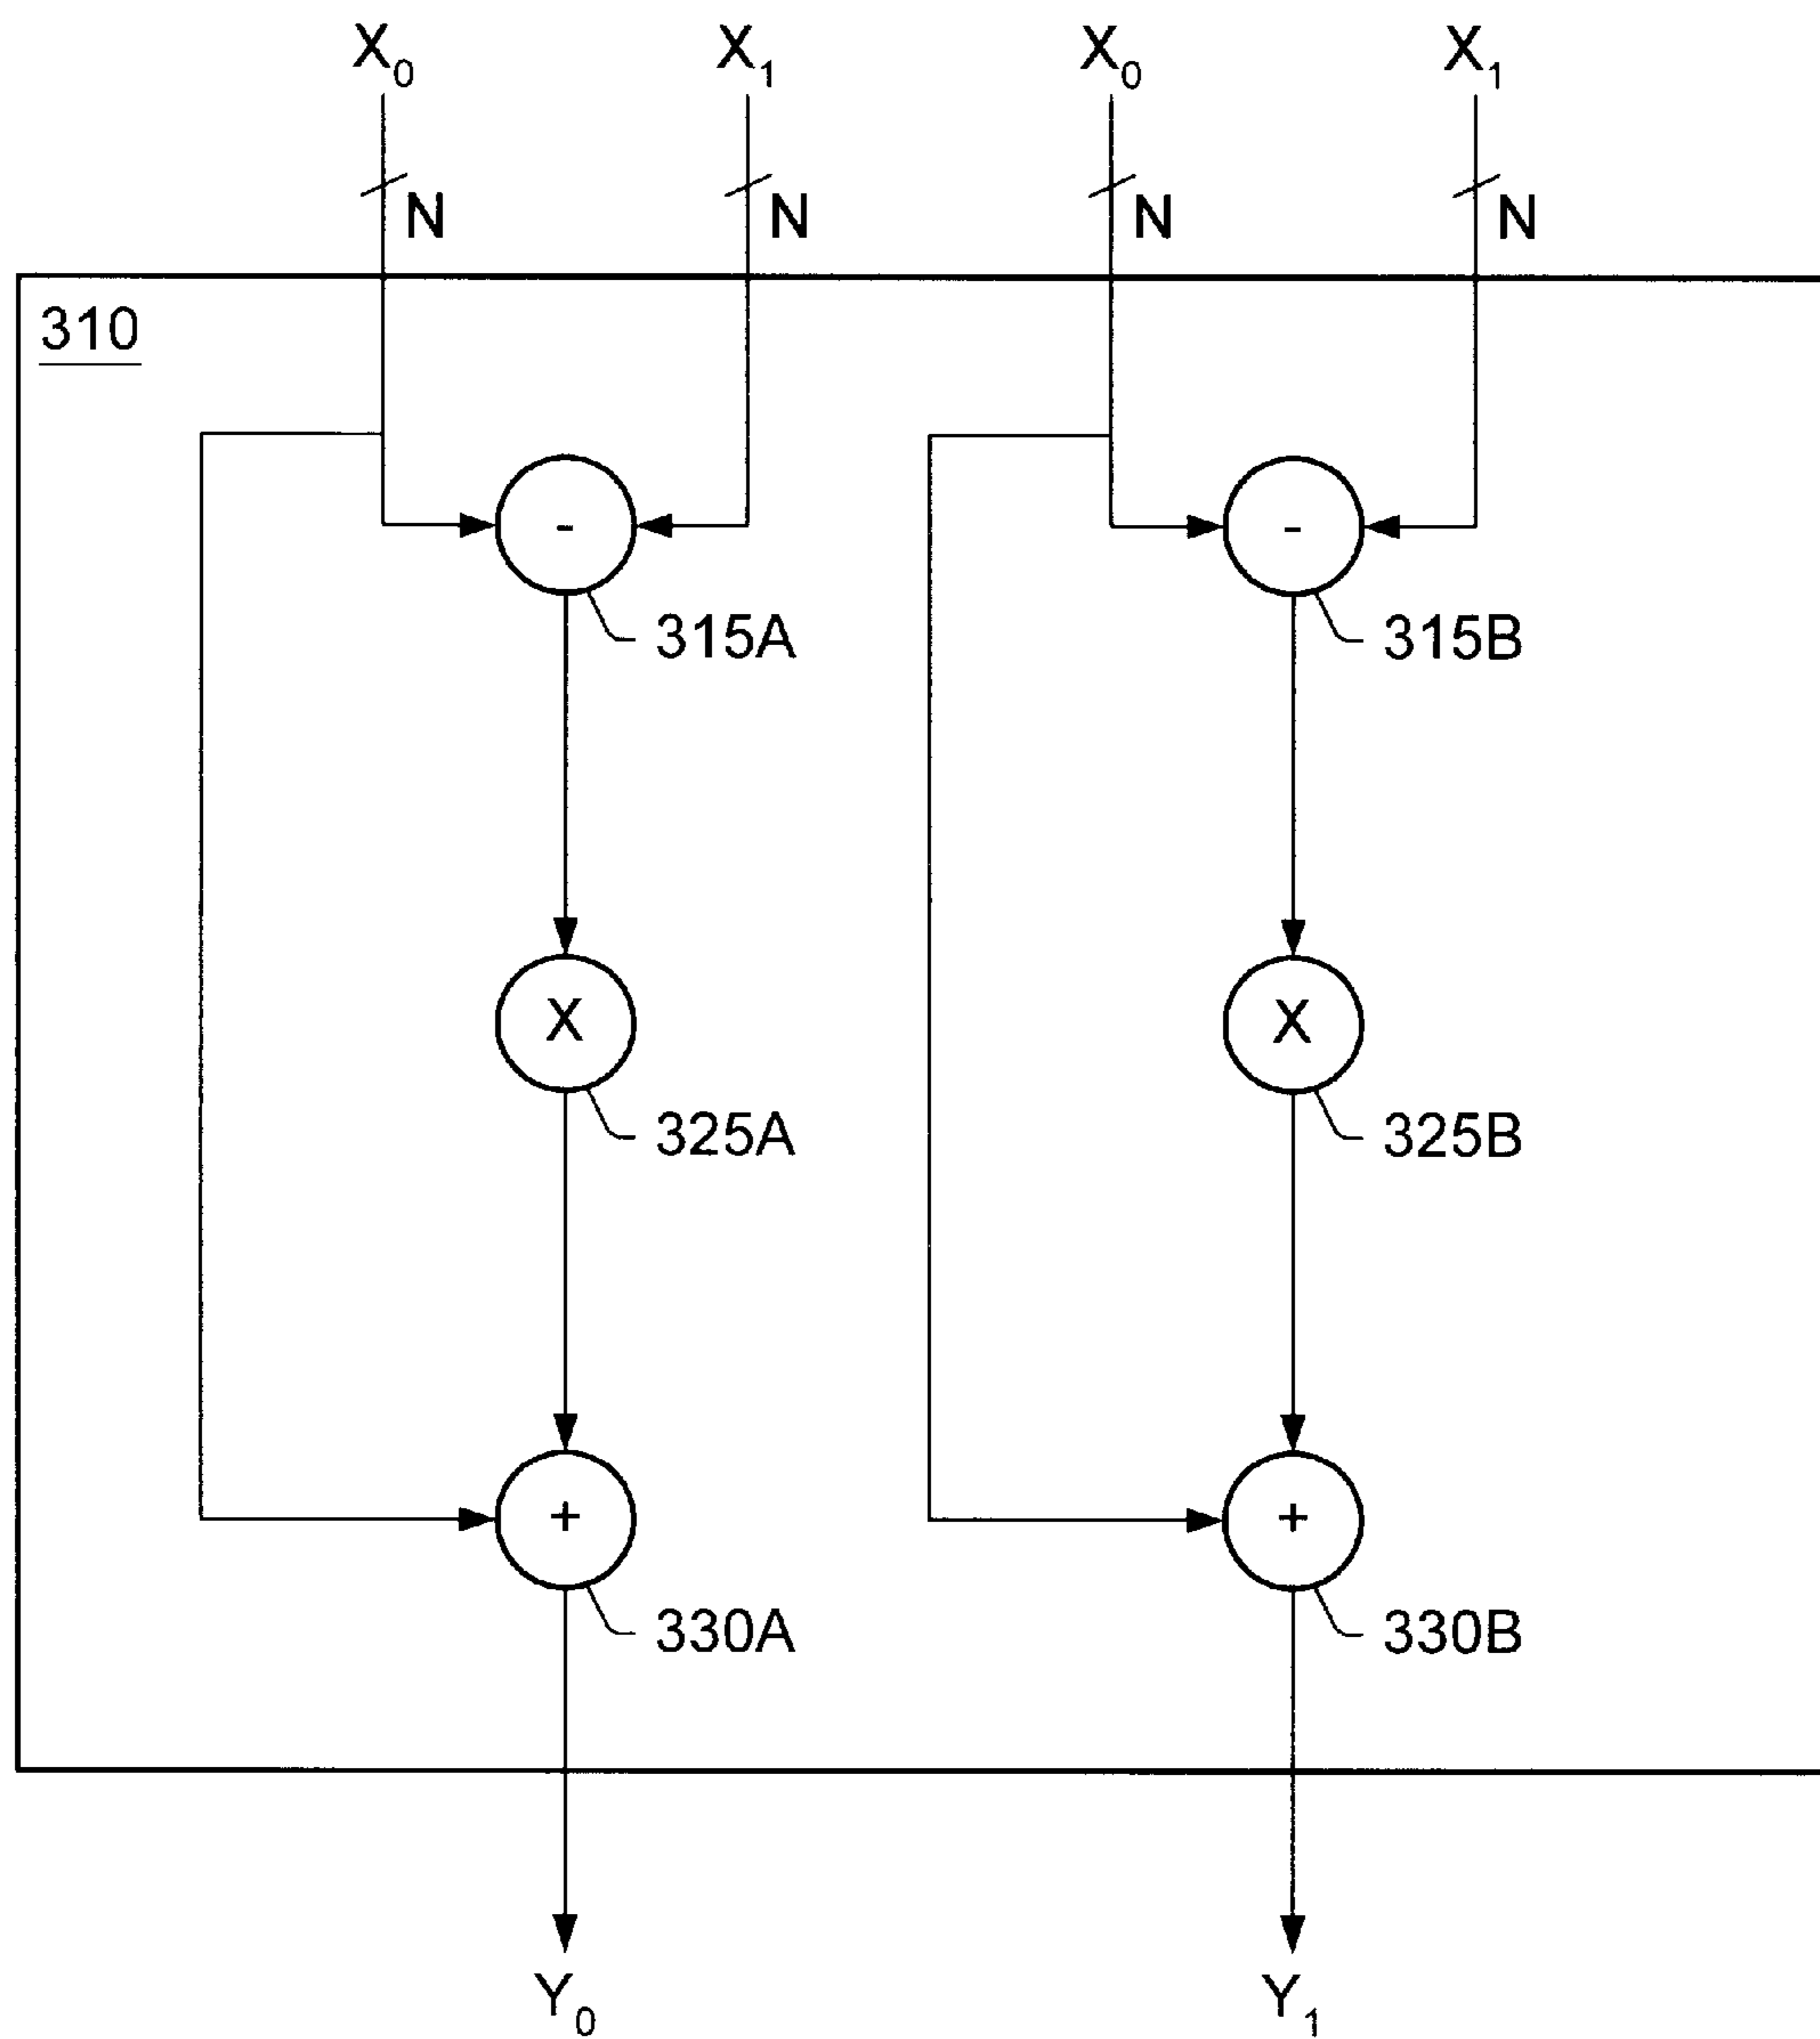 X0 X1 X0 X1
N N N N
310
- -
315A 315B
X X
325A 325B
+ +
330A 330B
Y0 Y1